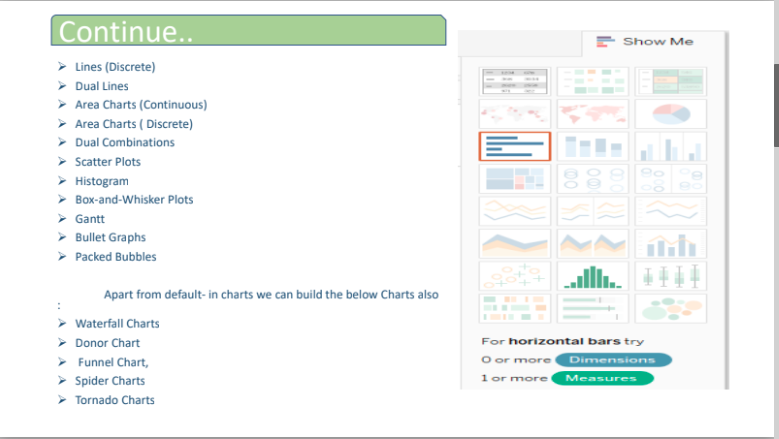 Continue..
Lines (Discrete)
Dual Lines
Area Charts (Continuous)
Area Charts ( Discrete)
Dual Combinations
Scatter Plots
Histogram
Box-and-Whisker Plots
Gantt
Bullet Graphs
Packed Bubbles
Apart from default- in charts we can build the below Charts also
:
Waterfall Charts
Donor Chart
Funnel Chart,
Spider Charts
Tornado Charts
Show Me
For horizontal bars try
0 or more Dimensions
1 or more Measures